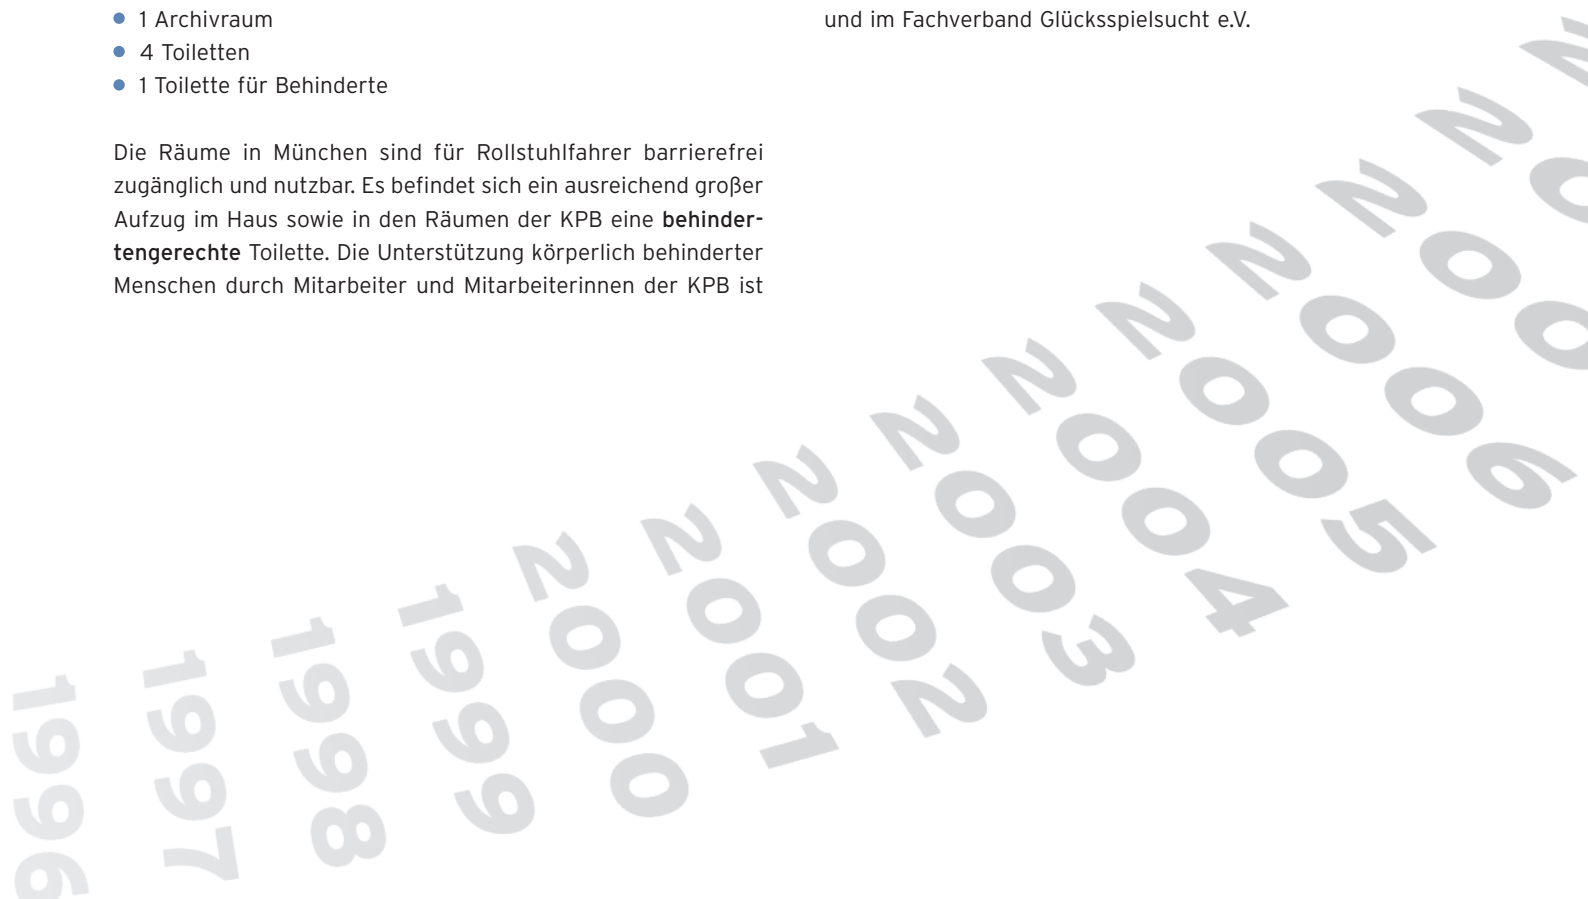 ● 1 Archivraum
● 4 Toiletten
● 1 Toilette für Behinderte
Die Räume in München sind für Rollstuhlfahrer barrierefrei
zugänglich und nutzbar. Es befindet sich ein ausreichend großer
Aufzug im Haus sowie in den Räumen der KPB eine behinder-
tengerechte Toilette. Die Unterstützung körperlich behinderter
Menschen durch Mitarbeiter und Mitarbeiterinnen der KPB ist
und im Fachverband Glücksspielsucht e.V.
1996
1997
1998
1999
2000
2001
2002
2003
2004
2005
2006